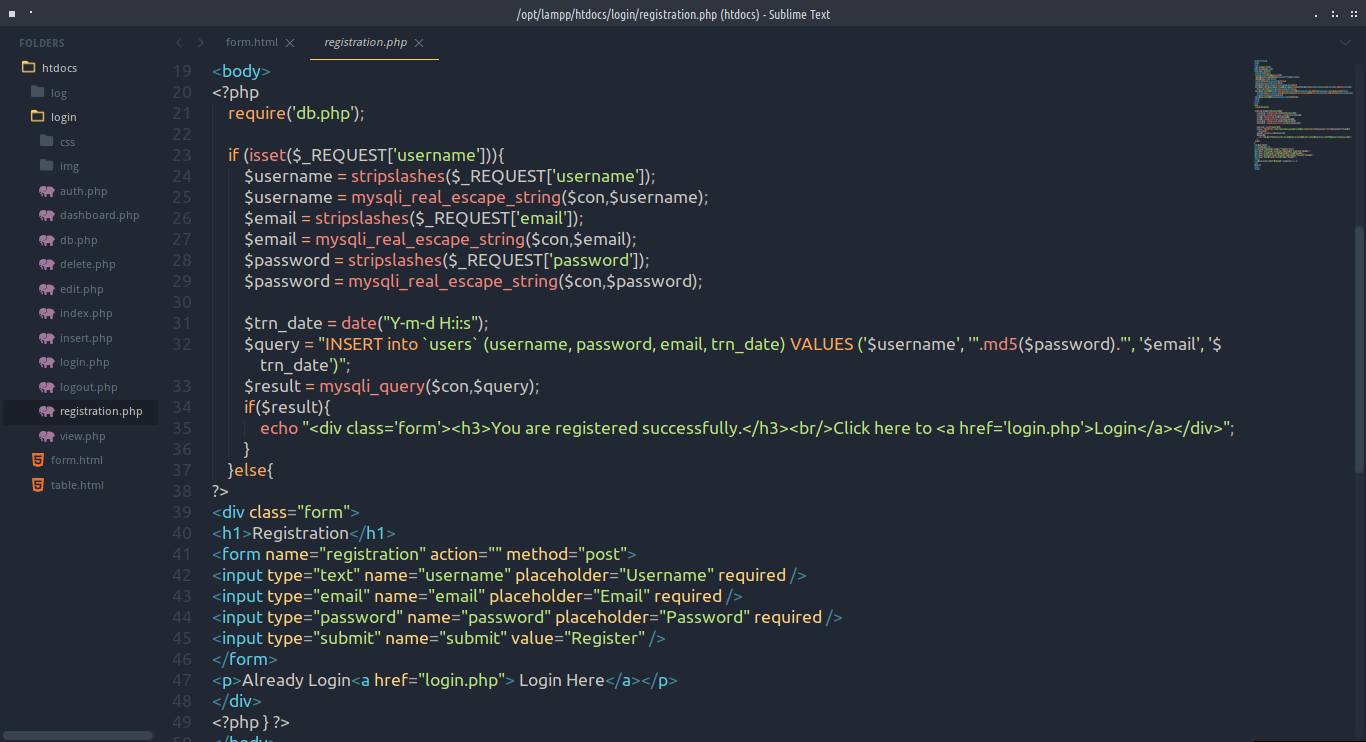 /opt/lampp/htdocs/login/registration.php (htdocs) - Sublime Text
FOLDERS
htdocs
log
login
css
img
auth.php
dashboard.php
db.php
delete.php
edit.php
index.php
insert.php
login.php
logout.php
registration.php
view.php
form.html
table.html
form.html
registration.php
19 <body>
20 <?php
21 require('db.php');
22
23 if (isset($_REQUEST['username'])){
24 $username = stripslashes($_REQUEST['username']);
25 $username = mysqli_real_escape_string($con,$username);
26 $email = stripslashes($_REQUEST['email']);
27 $email = mysqli_real_escape_string($con,$email);
28 $password = stripslashes($_REQUEST['password']);
29 $password = mysqli_real_escape_string($con,$password);
30
31 $trn_date = date("Y-m-d H:i:s");
32 $query = "INSERT into `users` (username, password, email, trn_date) VALUES ('$username', '".md5($password)."', '$email', '$
trn_date')";
33 $result = mysqli_query($con,$query);
34 if($result){
35 echo "<div class='form'><h3>You are registered successfully.</h3><br/>Click here to <a href='login.php'>Login</a></div>";
36 }
37 }else{
38 ?>
39 <div class="form">
40 <h1>Registration</h1>
41 <form name="registration" action="" method="post">
42 <input type="text" name="username" placeholder="Username" required />
43 <input type="email" name="email" placeholder="Email" required />
44 <input type="password" name="password" placeholder="Password" required />
45 <input type="submit" name="submit" value="Register" />
46 </form>
47 <p>Already Login<a href="login.php"> Login Here</a></p>
48 </div>
49 <?php } ?>
50 </body>